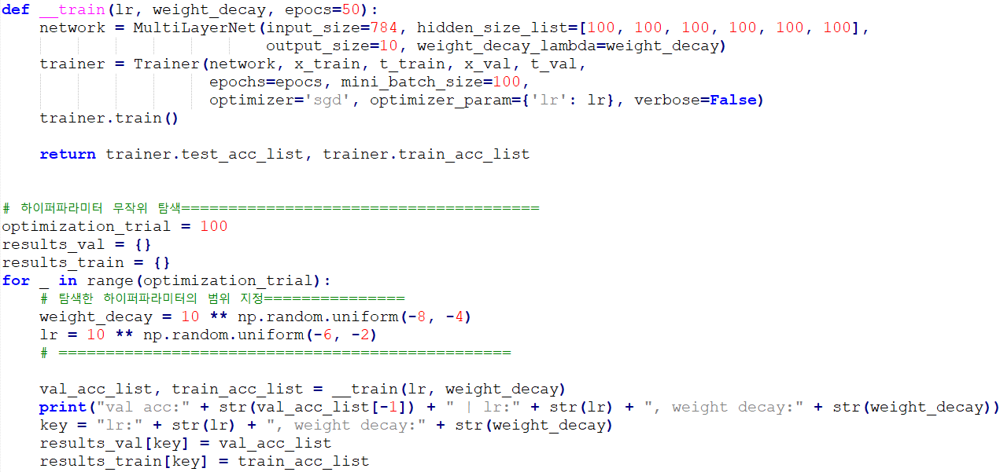 def __train(lr, weight_decay, epocs=50):
    network = MultiLayerNet(input_size=784, hidden_size_list=[100, 100, 100, 100, 100, 100],
                            output_size=10, weight_decay_lambda=weight_decay)
    trainer = Trainer(network, x_train, t_train, x_val, t_val,
                      epochs=epocs, mini_batch_size=100,
                      optimizer='sgd', optimizer_param={'lr': lr}, verbose=False)
    trainer.train()

    return trainer.test_acc_list, trainer.train_acc_list


# 하이퍼파라미터 무작위 탐색======================================
optimization_trial = 100
results_val = {}
results_train = {}
for _ in range(optimization_trial):
    # 탐색한 하이퍼파라미터의 범위 지정===============
    weight_decay = 10 ** np.random.uniform(-8, -4)
    lr = 10 ** np.random.uniform(-6, -2)
    # ================================================

    val_acc_list, train_acc_list = __train(lr, weight_decay)
    print("val acc:" + str(val_acc_list[-1]) + " | lr:" + str(lr) + ", weight decay:" + str(weight_decay))
    key = "lr:" + str(lr) + ", weight decay:" + str(weight_decay)
    results_val[key] = val_acc_list
    results_train[key] = train_acc_list